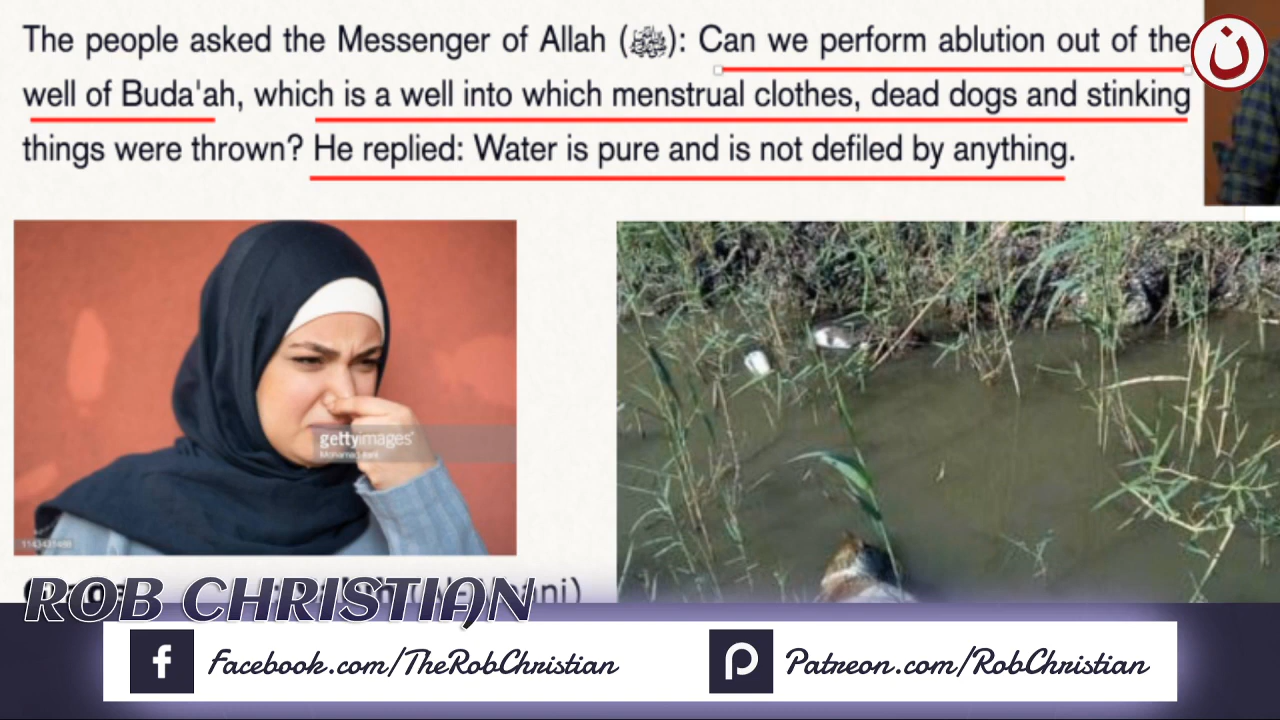 The people asked the Messenger of Allah (ﷺ): Can we perform ablution out of the
ن
well of Buda'ah, which is a well into which menstrual clothes, dead dogs and stinking
things were thrown? He replied: Water is pure and is not defiled by anything.
gettyimages®
1143431488
ani)
ROB CHRISTIAN
f
Facebook.com/TheRobChristian
Patreon.com/RobChristian